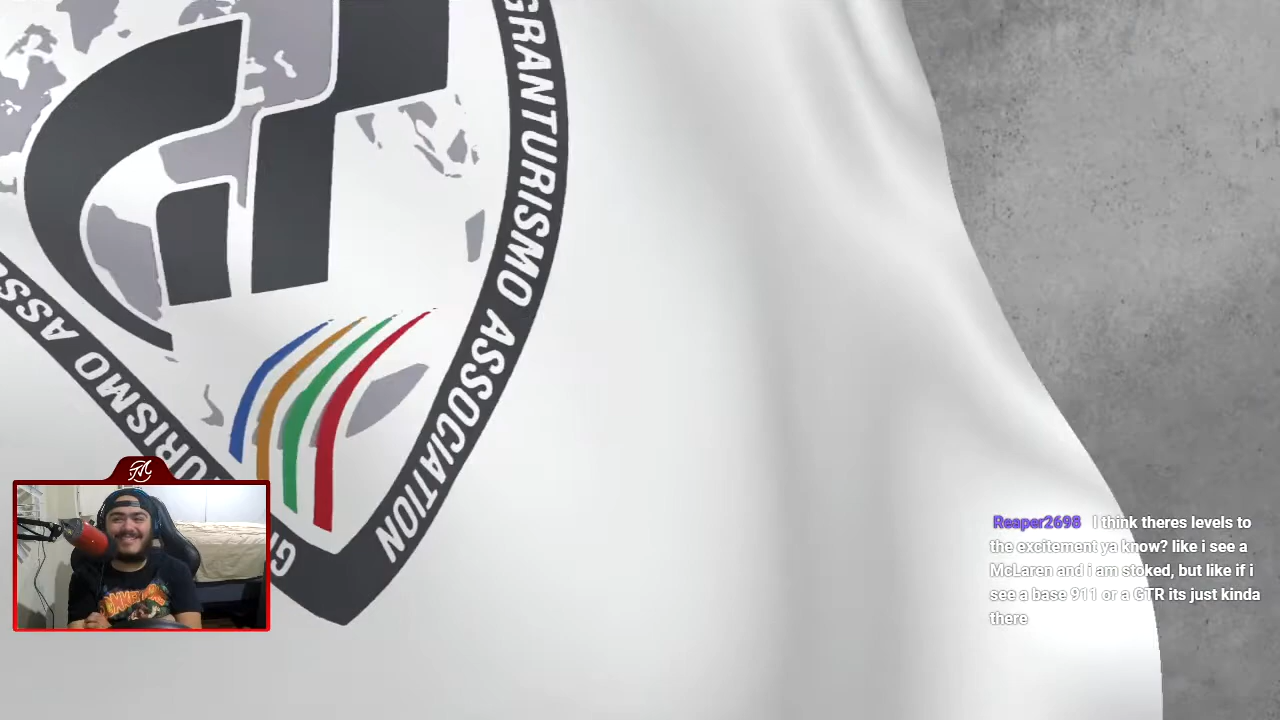 GRANTURISMO ASSOCIATION
URISMO ASS
G
Reaper2698 I think theres levels to
the excitement ya know? like i see a
McLaren and i am stoked, but like if i
see a base 911 or a GTR its just kinda
there